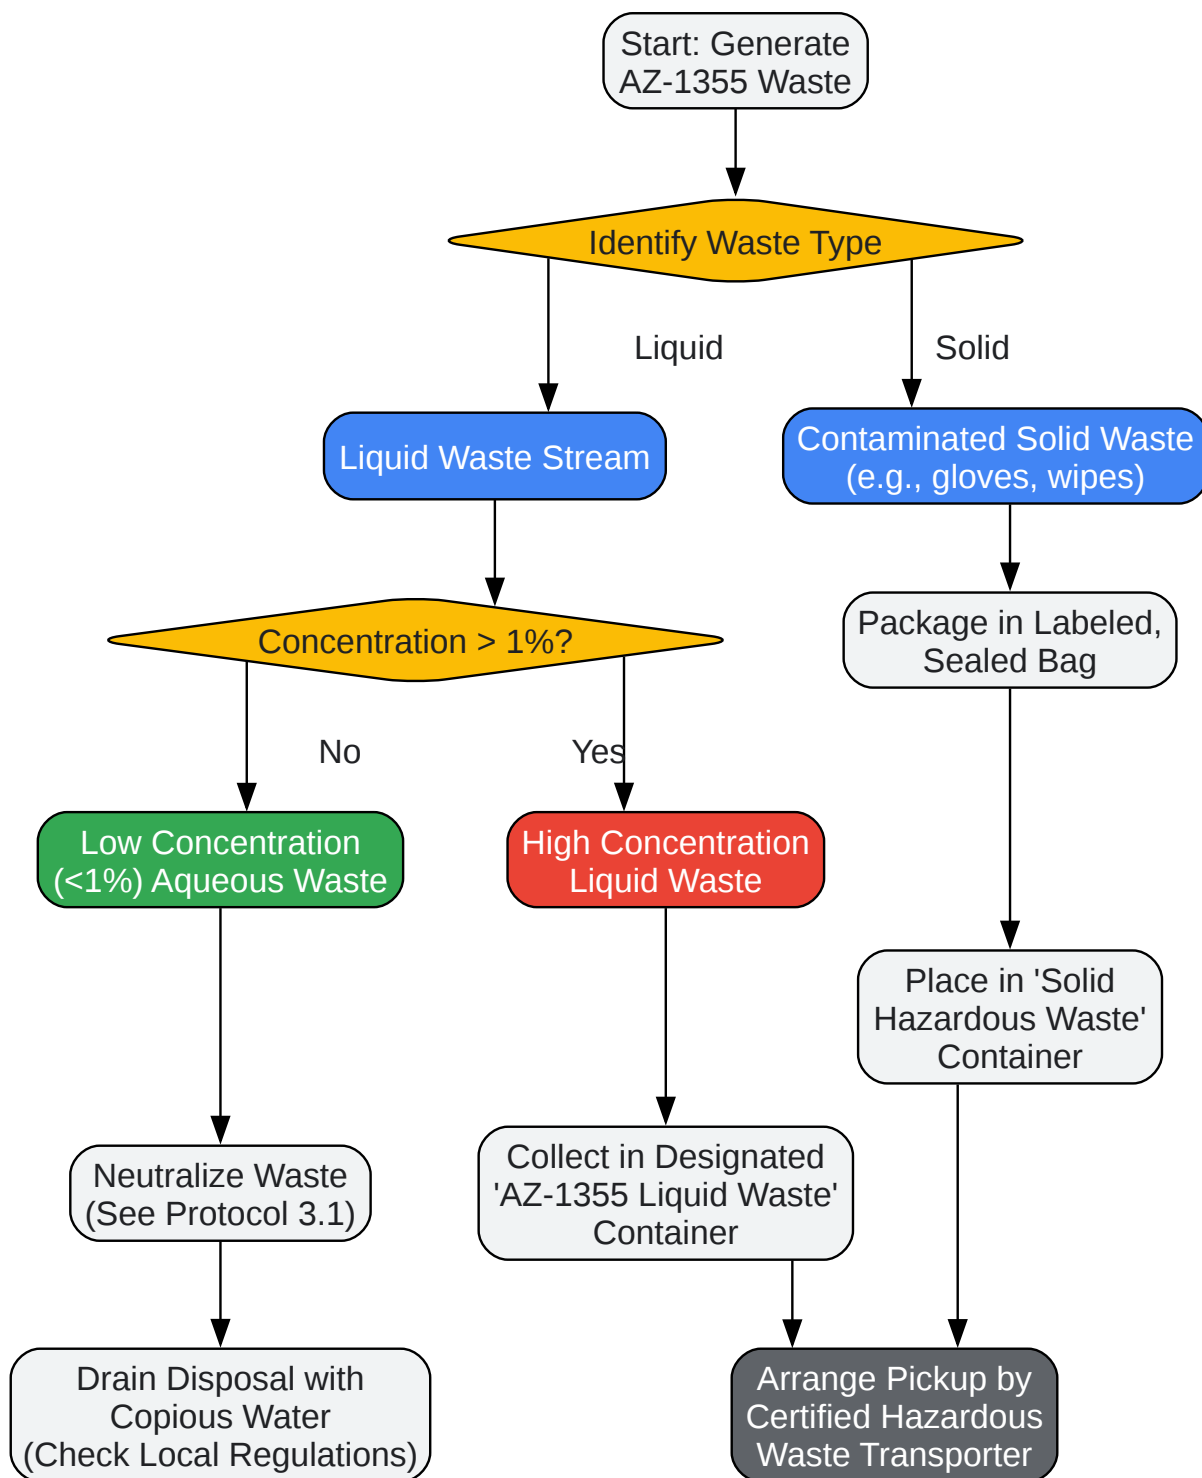 Start: Generate
AZ-1355 Waste
Identify Waste Type
Liquid
Solid
Liquid Waste Stream
Contaminated Solid Waste
(e.g., gloves, wipes)
Concentration > 1%?
Package in Labeled,
Sealed Bag
No
Yes
Low Concentration
(<1%) Aqueous Waste
High Concentration
Liquid Waste
Place in 'Solid
Hazardous Waste'
Container
Neutralize Waste
(See Protocol 3.1)
Collect in Designated
'AZ-1355 Liquid Waste'
Container
Drain Disposal with
Copious Water
(Check Local Regulations)
Arrange Pickup by
Certified Hazardous
Waste Transporter